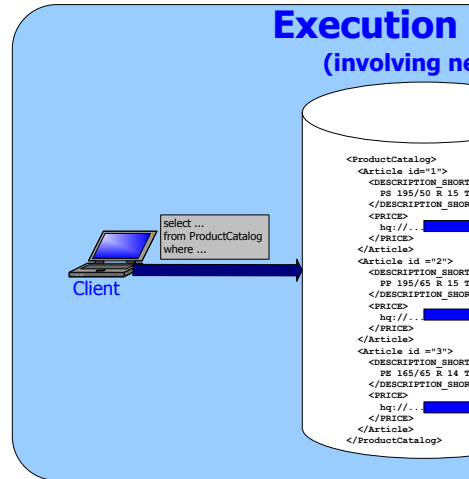 Execution
(involving ne
<ProductCatalog>
<Article id="1">
<DESCRIPTION_SHORT
PS 195/50 R 15 T
</DESCRIPTION_SHOR
<PRICE>
hq://...
</PRICE>
</Article>
<Article id ="2">
<DESCRIPTION_SHORT
PP 195/65 R 15 T
</DESCRIPTION_SHOR
<PRICE>
hq://...
</PRICE>
</Article>
<Article id ="3">
<DESCRIPTION_SHORT
PE 165/65 R 14 T
</DESCRIPTION_SHOR
<PRICE>
hq://...
</PRICE>
</Article>
</ProductCatalog>
select ...
from ProductCatalog
where ...
Client